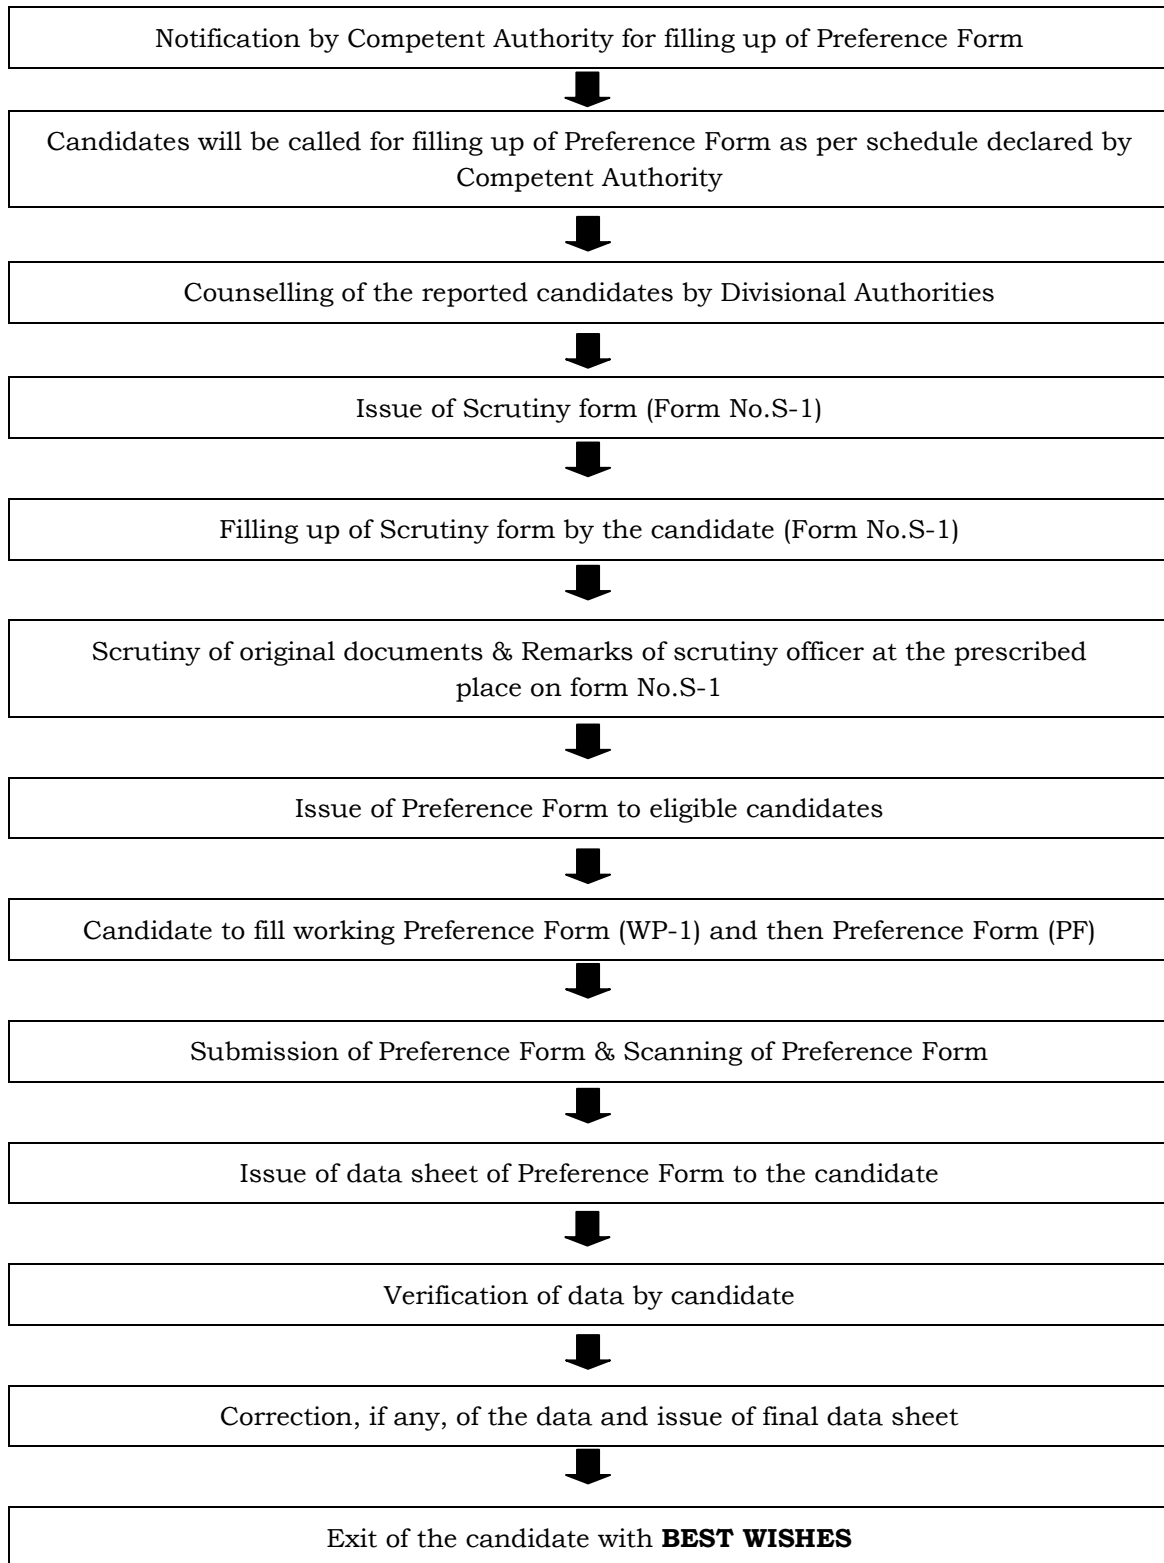 Notification by Competent Authority for filling up of Preference Form
Candidates will be called for filling up of Preference Form as per schedule declared by
Competent Authority
Counselling of the reported candidates by Divisional Authorities
Issue of Scrutiny form (Form No.S-1)
Filling up of Scrutiny form by the candidate (Form No.S-1)
Scrutiny of original documents & Remarks of scrutiny officer at the prescribed
place on form No.S-1
Issue of Preference Form to eligible candidates
Candidate to fill working Preference Form (WP-1) and then Preference Form (PF)
Submission of Preference Form & Scanning of Preference Form
Issue of data sheet of Preference Form to the candidate
Verification of data by candidate
Correction, if any, of the data and issue of final data sheet
Exit of the candidate with BEST WISHES